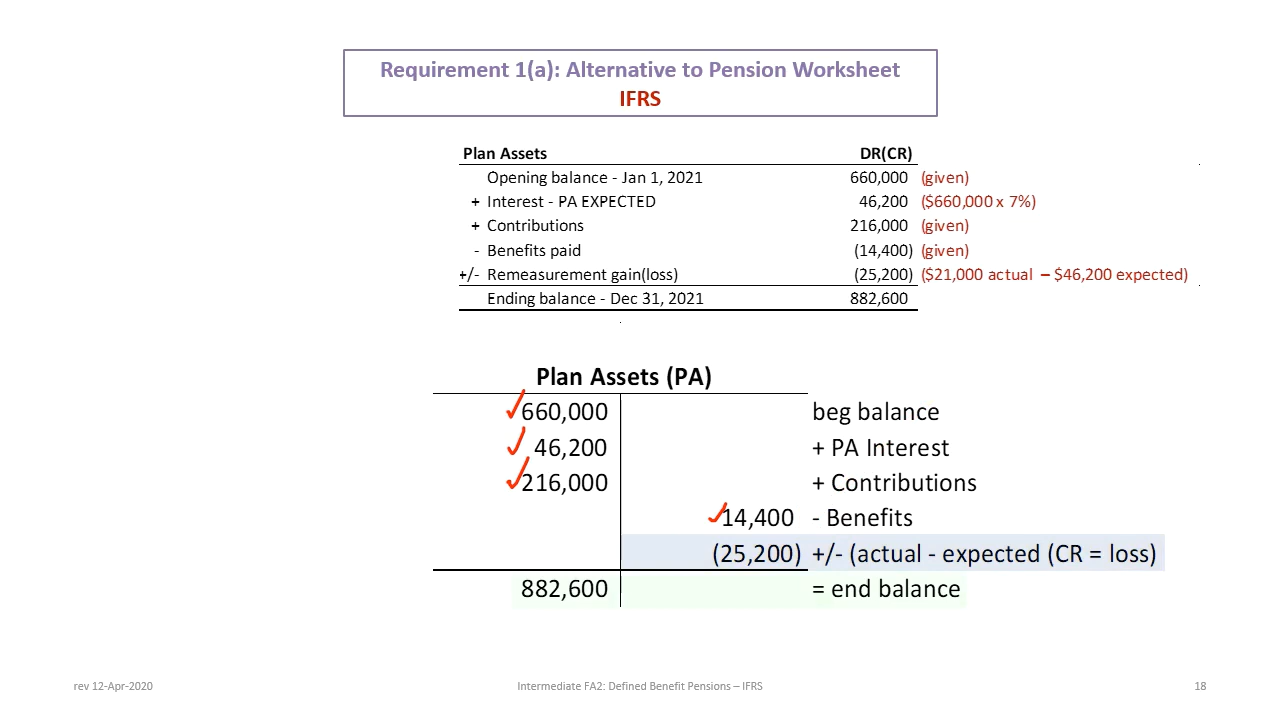 Requirement 1(a): Alternative to Pension Worksheet
IFRS
Plan Assets DR(CR)
Opening balance - Jan 1, 2021 660,000 (given)
+ Interest - PA EXPECTED 46,200 ($660,000 x 7%)
+ Contributions 216,000 (given)
- Benefits paid (14,400) (given)
+/- Remeasurement gain(loss) (25,200) ($21,000 actual – $46,200 expected)
Ending balance - Dec 31, 2021 882,600
Plan Assets (PA)
660,000 beg balance
46,200 + PA Interest
216,000 + Contributions
14,400 - Benefits
(25,200) +/- (actual - expected (CR = loss)
882,600 = end balance
rev 12-Apr-2020 Intermediate FA2: Defined Benefit Pensions – IFRS 18